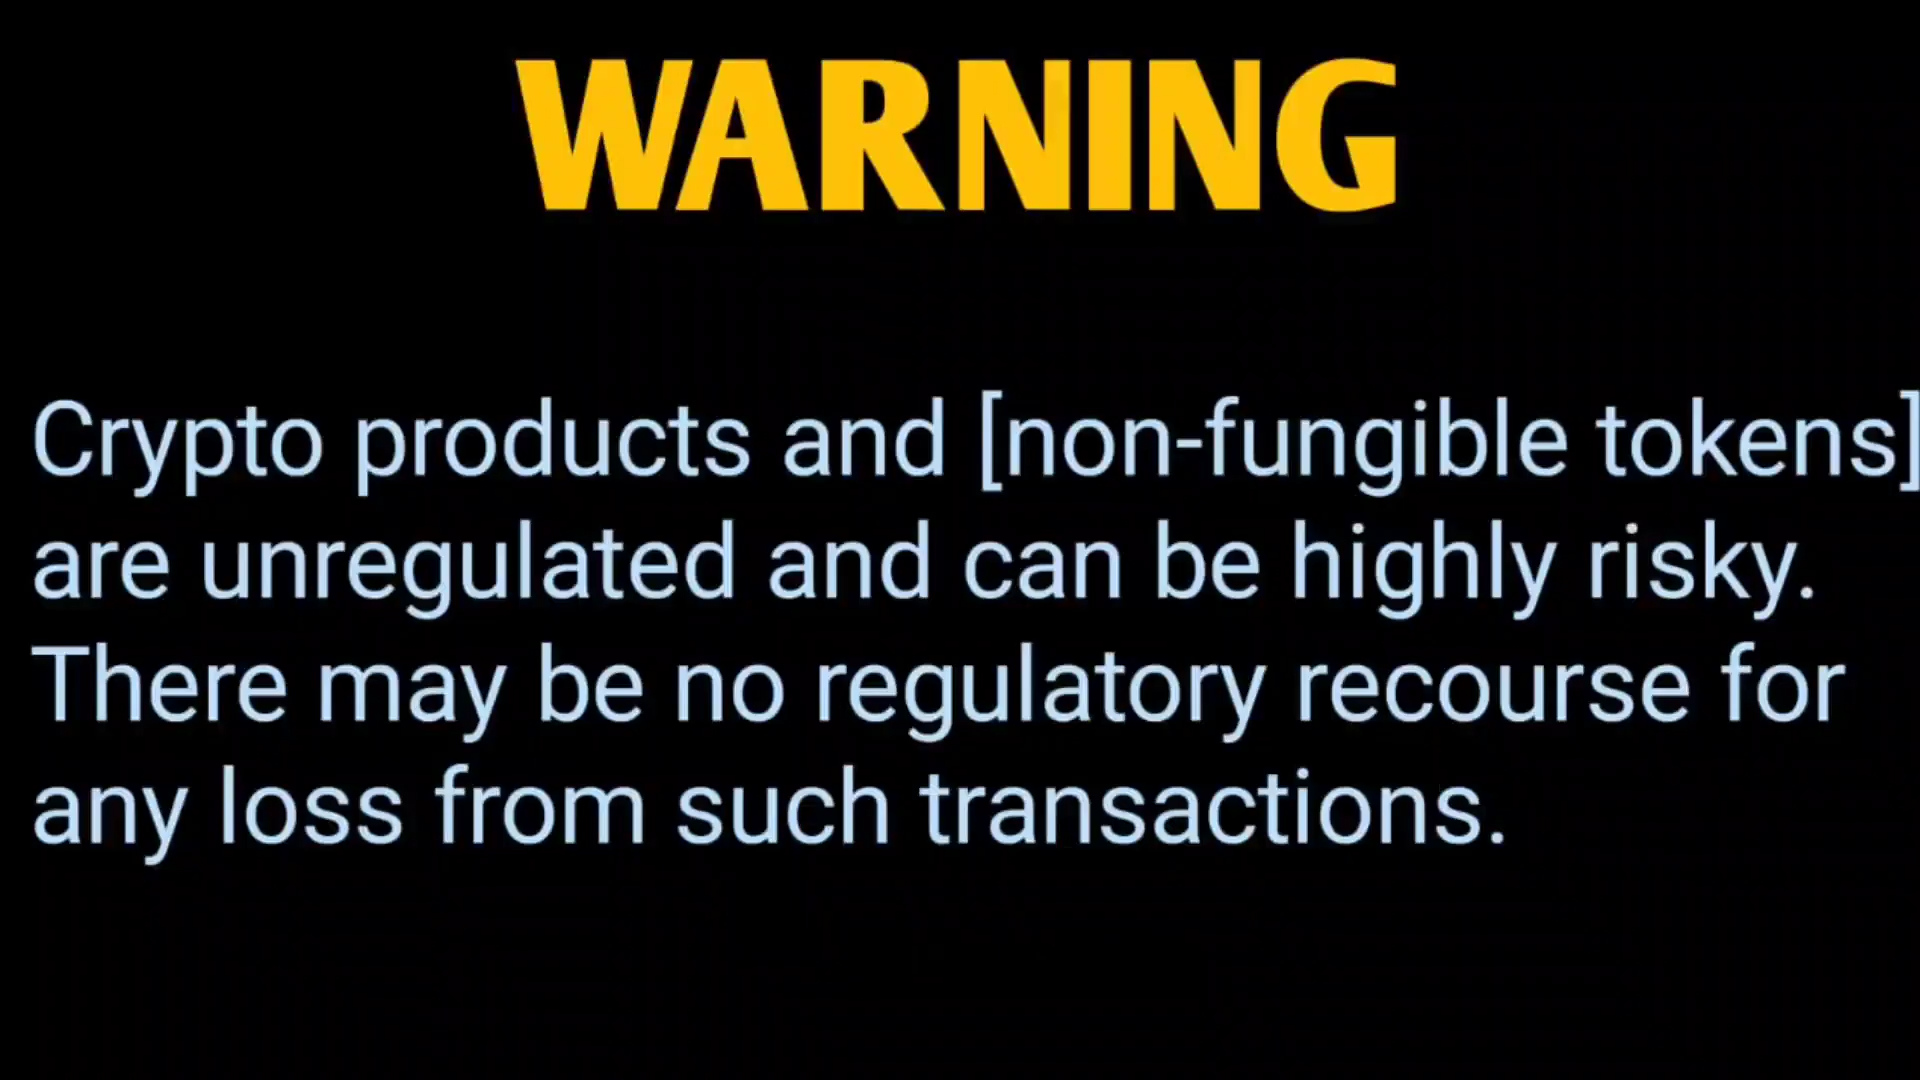 WARNING
Crypto products and [non-fungible tokens]
are unregulated and can be highly risky.
There may be no regulatory recourse for
any loss from such transactions.